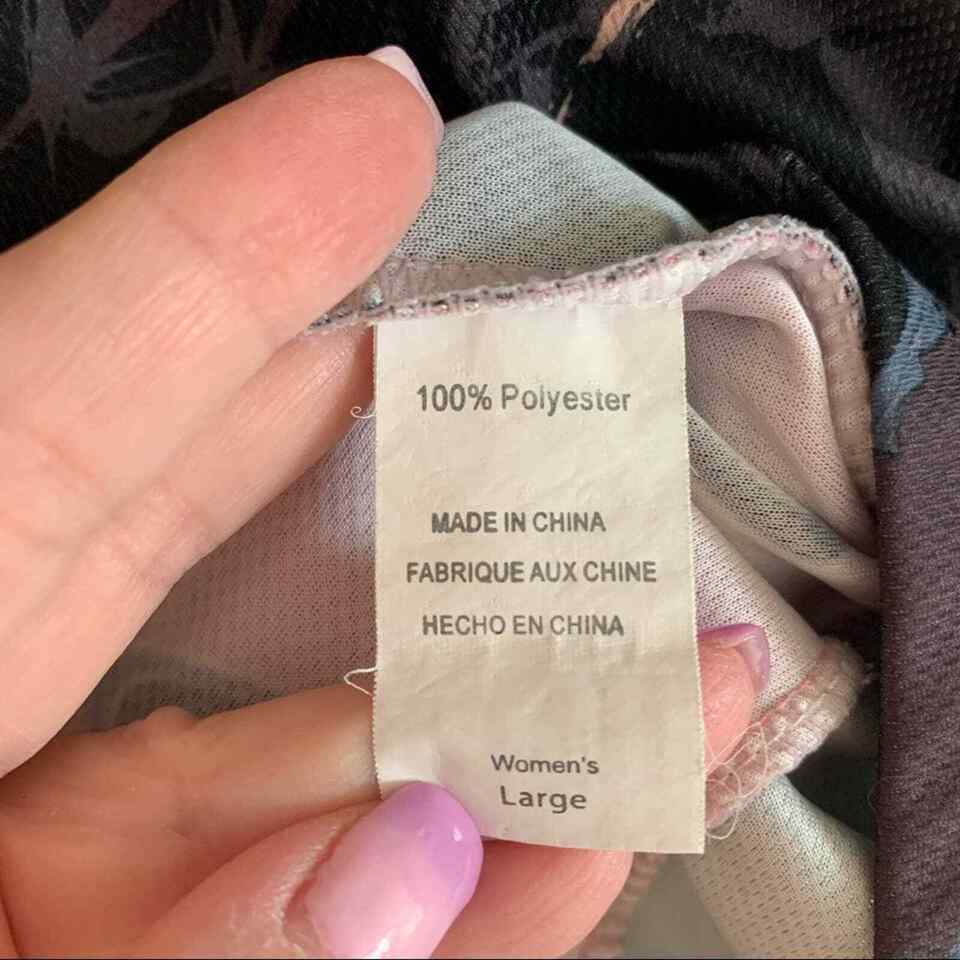 100% Polyester
MADE IN CHINA
FABRIQUE AUX CHINE
HECHO EN CHINA
Women's
Large